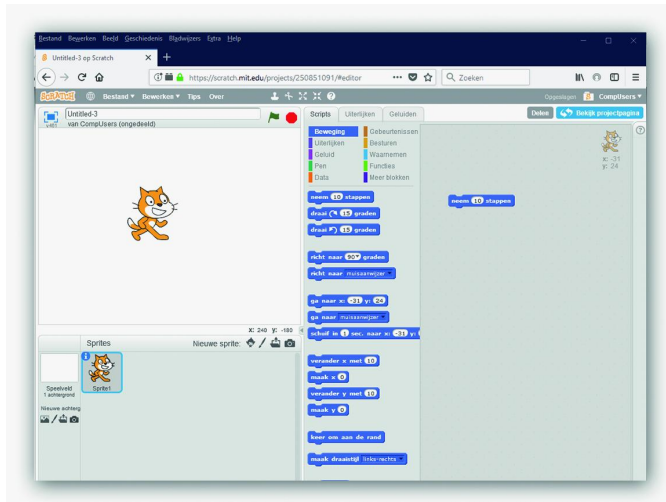 Bestand Bewerken Beeld Geschiedenis Bladwijzers Extra Help
Untitled-3 op Scratch
https://scratch.mit.edu/projects/250851091/#editor
Zoeken
SCRATCH Bestand Bewerken Tips Over
Opgeslagen CompUsers
Untitled-3
van CompUsers (ongedeeld)
v461
Scripts Uiterlijken Geluiden
Delen Bekijk projectpagina
Beweging Gebeurtenissen
Uiterlijken Besturen
Geluid Waarnemen
Pen Functies
Data Meer blokken
x: -31
y: 24
neem 10 stappen
neem 10 stappen
draai 15 graden
draai 15 graden
richt naar 90 graden
richt naar muisaanwijzer
ga naar x: -31 y: 24
ga naar muisaanwijzer
schuif in 1 sec. naar x: -31 y:
verander x met 10
maak x 0
verander y met 10
maak y 0
keer om aan de rand
maak draaistijl links-rechts
X: 240 y: -180
Sprites Nieuwe sprite:
Speelveld
1 achtergrond
Sprite1
Nieuwe achterg